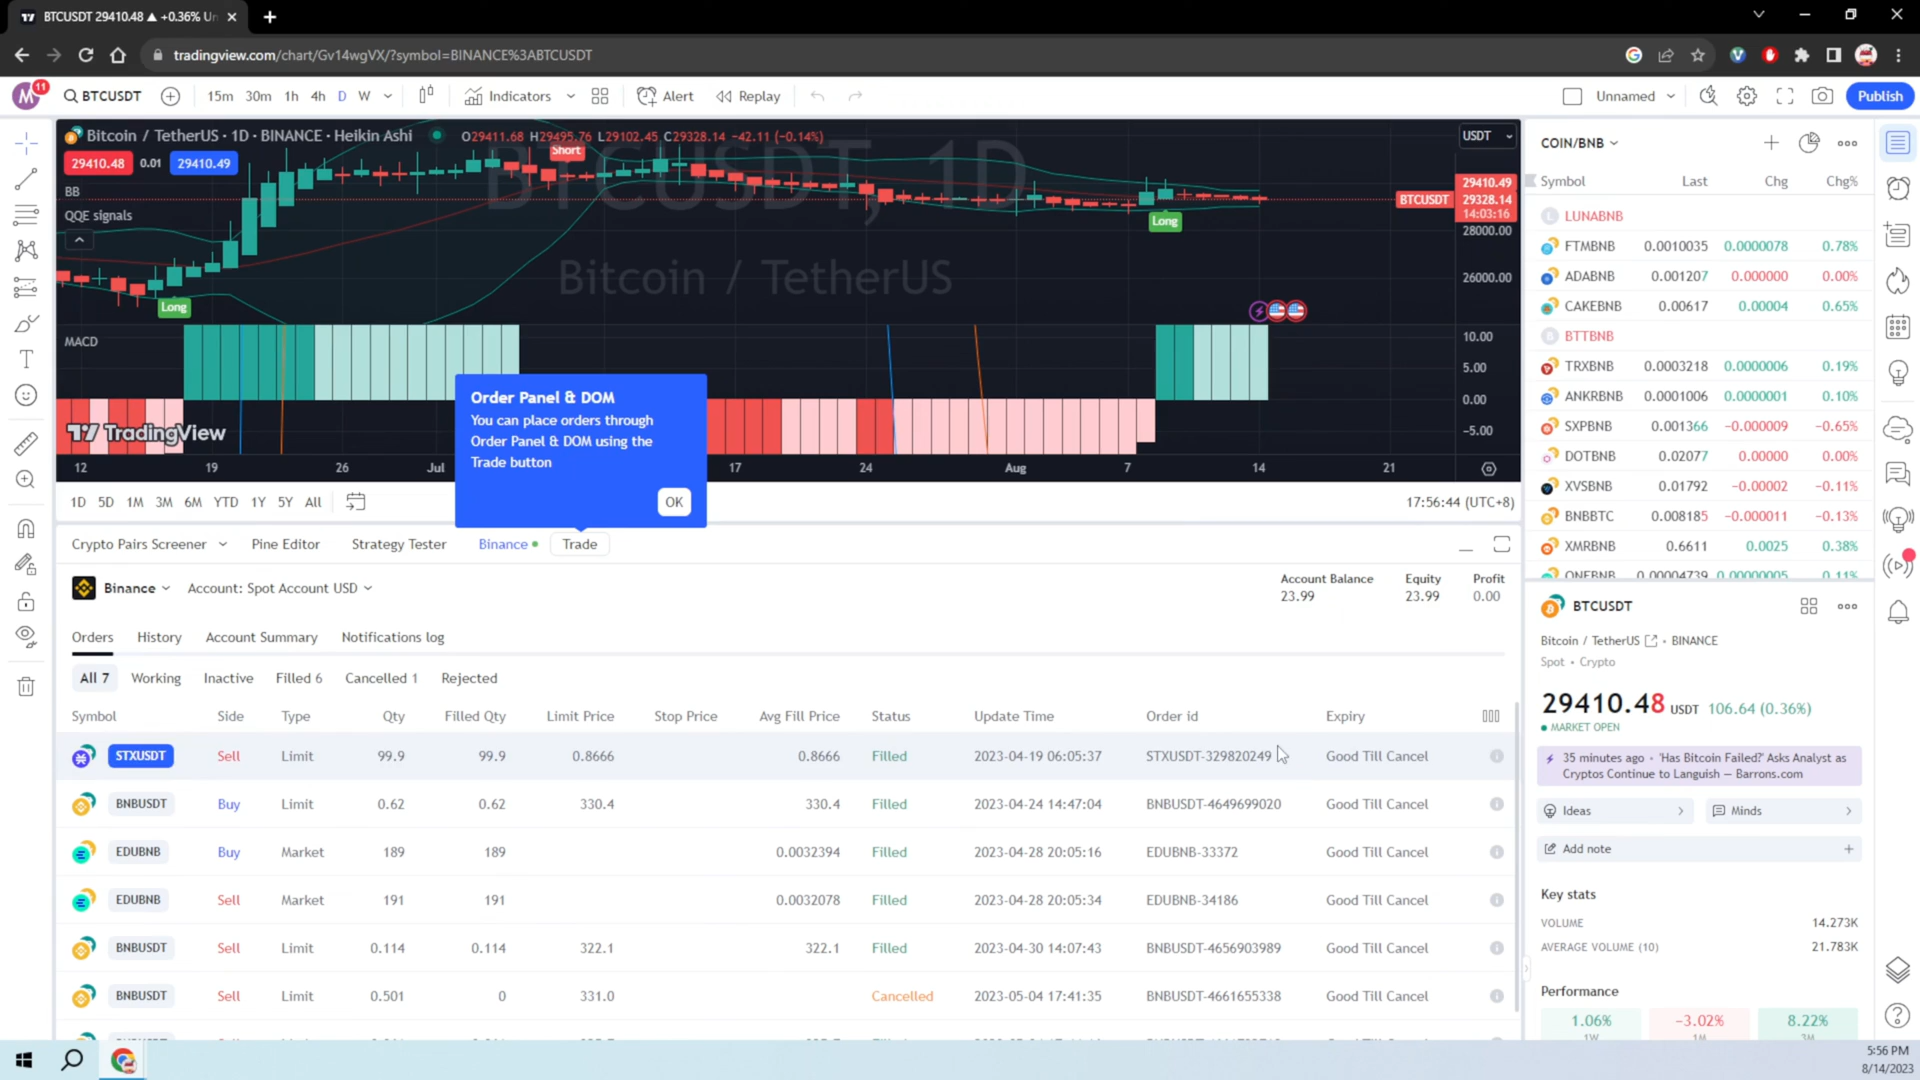 BTCUSDT 29410.48 ▲ +0.36% Un
tradingview.com/chart/Gv14wgVX/?symbol=BINANCE%3ABTCUSDT
M 11 BTCUSDT 15m 30m 1h 4h D W Indicators Alert Replay Unnamed Publish
Bitcoin / TetherUS · 1D · BINANCE · Heikin Ashi O29411.68 H29495.76 L29102.45 C29328.14 −42.11 (−0.14%)
USDT
29410.48 0.01 29410.49
Short
BTCUSDT, 1D
Bitcoin / TetherUS
BB
QQE signals
Long
Long
BTCUSDT
29410.49
29328.14
14:03:16
28000.00
26000.00
MACD
10.00
5.00
0.00
−5.00
TradingView
12 19 26 Jul 17 24 Aug 7 14 21
Order Panel & DOM
You can place orders through
Order Panel & DOM using the
Trade button
OK
1D 5D 1M 3M 6M YTD 1Y 5Y All 17:56:44 (UTC+8)
Crypto Pairs Screener Pine Editor Strategy Tester Binance Trade
Binance Account: Spot Account USD
Account Balance Equity Profit
23.99 23.99 0.00
Orders History Account Summary Notifications log
All 7 Working Inactive Filled 6 Cancelled 1 Rejected
Symbol Side Type Qty Filled Qty Limit Price Stop Price Avg Fill Price Status Update Time Order id Expiry
STXUSDT Sell Limit 99.9 99.9 0.8666 0.8666 Filled 2023-04-19 06:05:37 STXUSDT-329820249 Good Till Cancel
BNBUSDT Buy Limit 0.62 0.62 330.4 330.4 Filled 2023-04-24 14:47:04 BNBUSDT-4649699020 Good Till Cancel
EDUBNB Buy Market 189 189 0.0032394 Filled 2023-04-28 20:05:16 EDUBNB-33372 Good Till Cancel
EDUBNB Sell Market 191 191 0.0032078 Filled 2023-04-28 20:05:34 EDUBNB-34186 Good Till Cancel
BNBUSDT Sell Limit 0.114 0.114 322.1 322.1 Filled 2023-04-30 14:07:43 BNBUSDT-4656903989 Good Till Cancel
BNBUSDT Sell Limit 0.501 0 331.0 Cancelled 2023-05-04 17:41:35 BNBUSDT-4661655338 Good Till Cancel
COIN/BNB
Symbol Last Chg Chg%
L LUNABNB
FTMBNB 0.0010035 0.0000078 0.78%
ADABNB 0.001207 0.000000 0.00%
CAKEBNB 0.00617 0.00004 0.65%
B BTTBNB
TRXBNB 0.0003218 0.0000006 0.19%
ANKRBNB 0.0001006 0.0000001 0.10%
SXPBNB 0.001366 −0.000009 −0.65%
DOTBNB 0.02077 0.00000 0.00%
XVSBNB 0.01792 −0.00002 −0.11%
BNBBTC 0.008185 −0.000011 −0.13%
XMRBNB 0.6611 0.0025 0.38%
ONEBNB 0.00004739 0.00000005 0.11%
BTCUSDT
Bitcoin / TetherUS • BINANCE
Spot • Crypto
29410.48 USDT 106.64 (0.36%)
MARKET OPEN
35 minutes ago • 'Has Bitcoin Failed?' Asks Analyst as
Cryptos Continue to Languish — Barrons.com
Ideas Minds
Add note
Key stats
VOLUME 14.273K
AVERAGE VOLUME (10) 21.783K
Performance
1.06% −3.02% 8.22%
1W 1M 3M
5:56 PM
8/14/2023